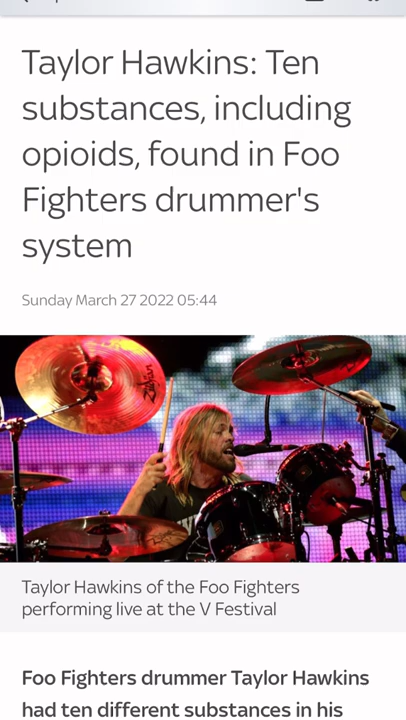 Taylor Hawkins: Ten
substances, including
opioids, found in Foo
Fighters drummer's
system
Sunday March 27 2022 05:44
Zildjian
Taylor Hawkins of the Foo Fighters
performing live at the V Festival
Foo Fighters drummer Taylor Hawkins
had ten different substances in his